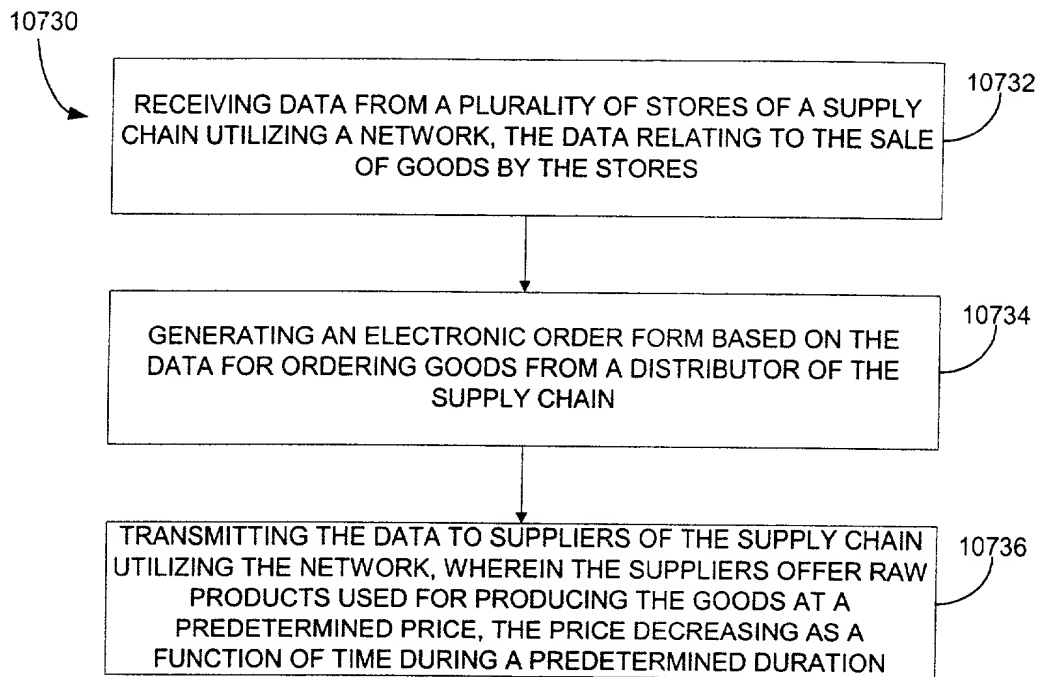 10730
RECEIVING DATA FROM A PLURALITY OF STORES OF A SUPPLY
CHAIN UTILIZING A NETWORK, THE DATA RELATING TO THE SALE
OF GOODS BY THE STORES
10732
GENERATING AN ELECTRONIC ORDER FORM BASED ON THE
DATA FOR ORDERING GOODS FROM A DISTRIBUTOR OF THE
SUPPLY CHAIN
10734
TRANSMITTING THE DATA TO SUPPLIERS OF THE SUPPLY CHAIN
UTILIZING THE NETWORK, WHEREIN THE SUPPLIERS OFFER RAW
PRODUCTS USED FOR PRODUCING THE GOODS AT A
PREDETERMINED PRICE, THE PRICE DECREASING AS A
FUNCTION OF TIME DURING A PREDETERMINED DURATION
10736